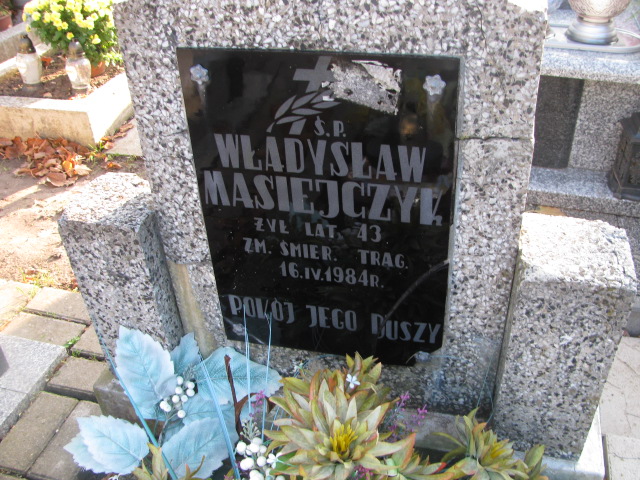 Ś.P.
WŁADYSŁAW
MASIEJCZYK
ŻYŁ LAT 43
ZM. ŚMIER. TRAG.
16.IV.1984R.
POKÓJ JEGO DUSZY